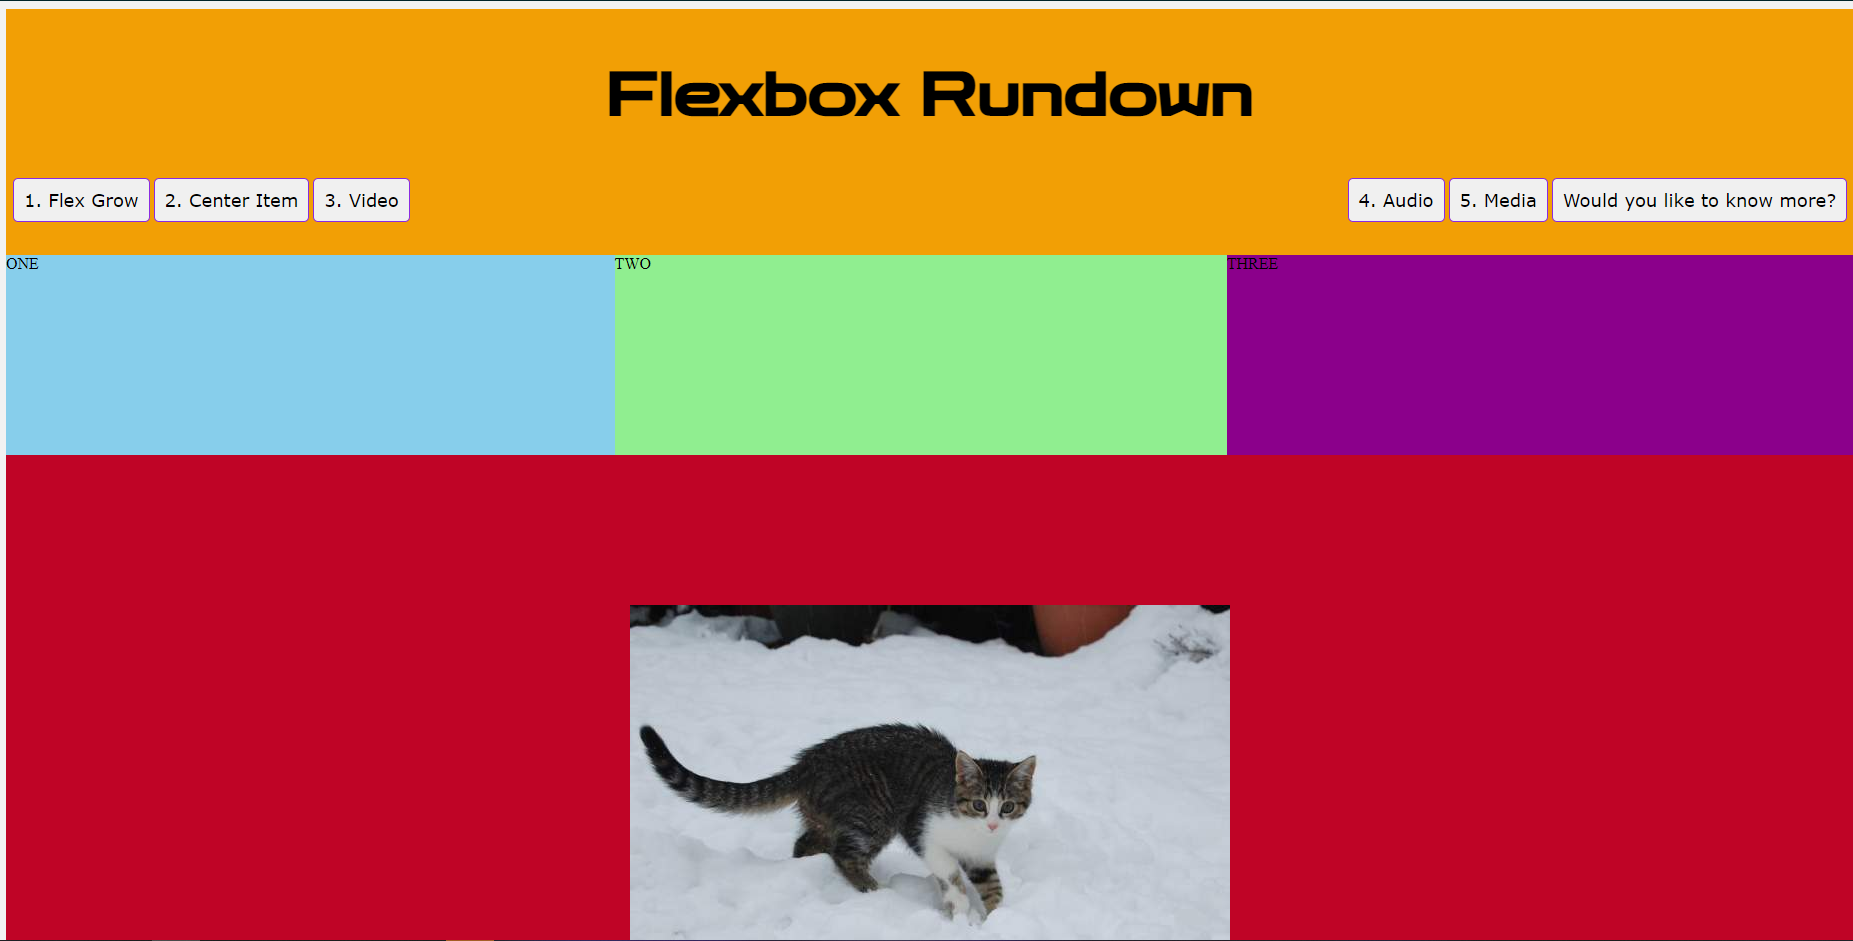 Flexbox Rundown
1. Flex Grow 2. Center Item 3. Video 4. Audio 5. Media Would you like to know more?
ONE TWO THREE